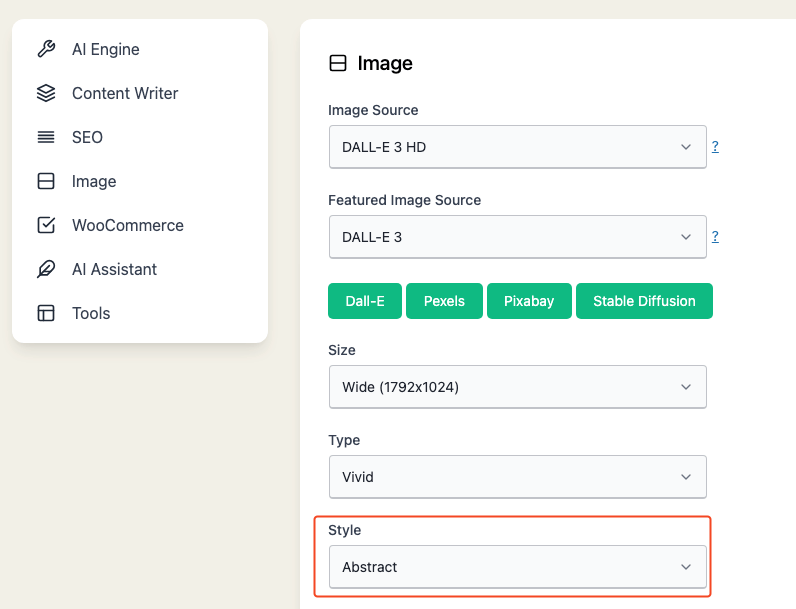 AI Engine
Content Writer
SEO
Image
WooCommerce
AI Assistant
Tools
Image
Image Source
DALL-E 3 HD
?
Featured Image Source
DALL-E 3
?
Dall-E Pexels Pixabay Stable Diffusion
Size
Wide (1792x1024)
Type
Vivid
Style
Abstract